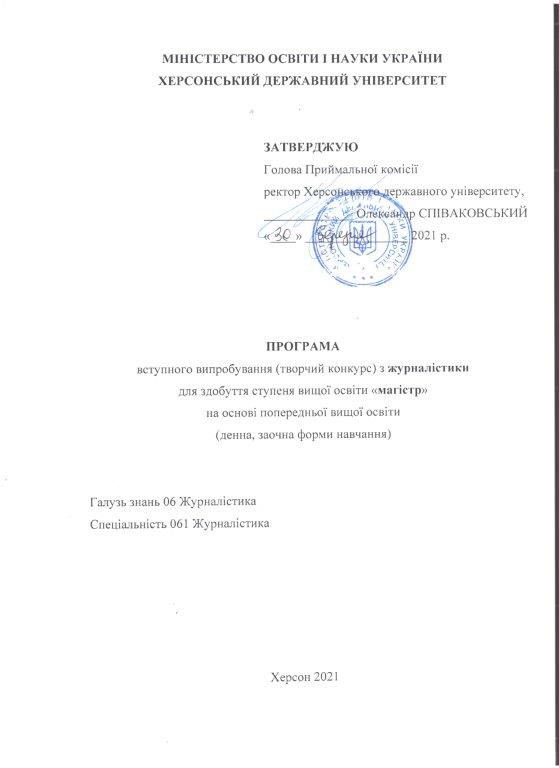 МІНІСТЕРСТВО ОСВІТИ І НАУКИ УКРАЇНИ
ХЕРСОНСЬКИЙ ДЕРЖАВНИЙ УНІВЕРСИТЕТ
ЗАТВЕРДЖУЮ
Голова Приймальної комісії
ректор Херсонського державного університету,
Олександр СПІВАКОВСЬКИЙ
«30» березня 2021 р.
ПРОГРАМА
вступного випробування (творчий конкурс) з журналістики
для здобуття ступеня вищої освіти «магістр»
на основі попередньої вищої освіти
(денна, заочна форми навчання)
Галузь знань 06 Журналістика
Спеціальність 061 Журналістика
Херсон 2021